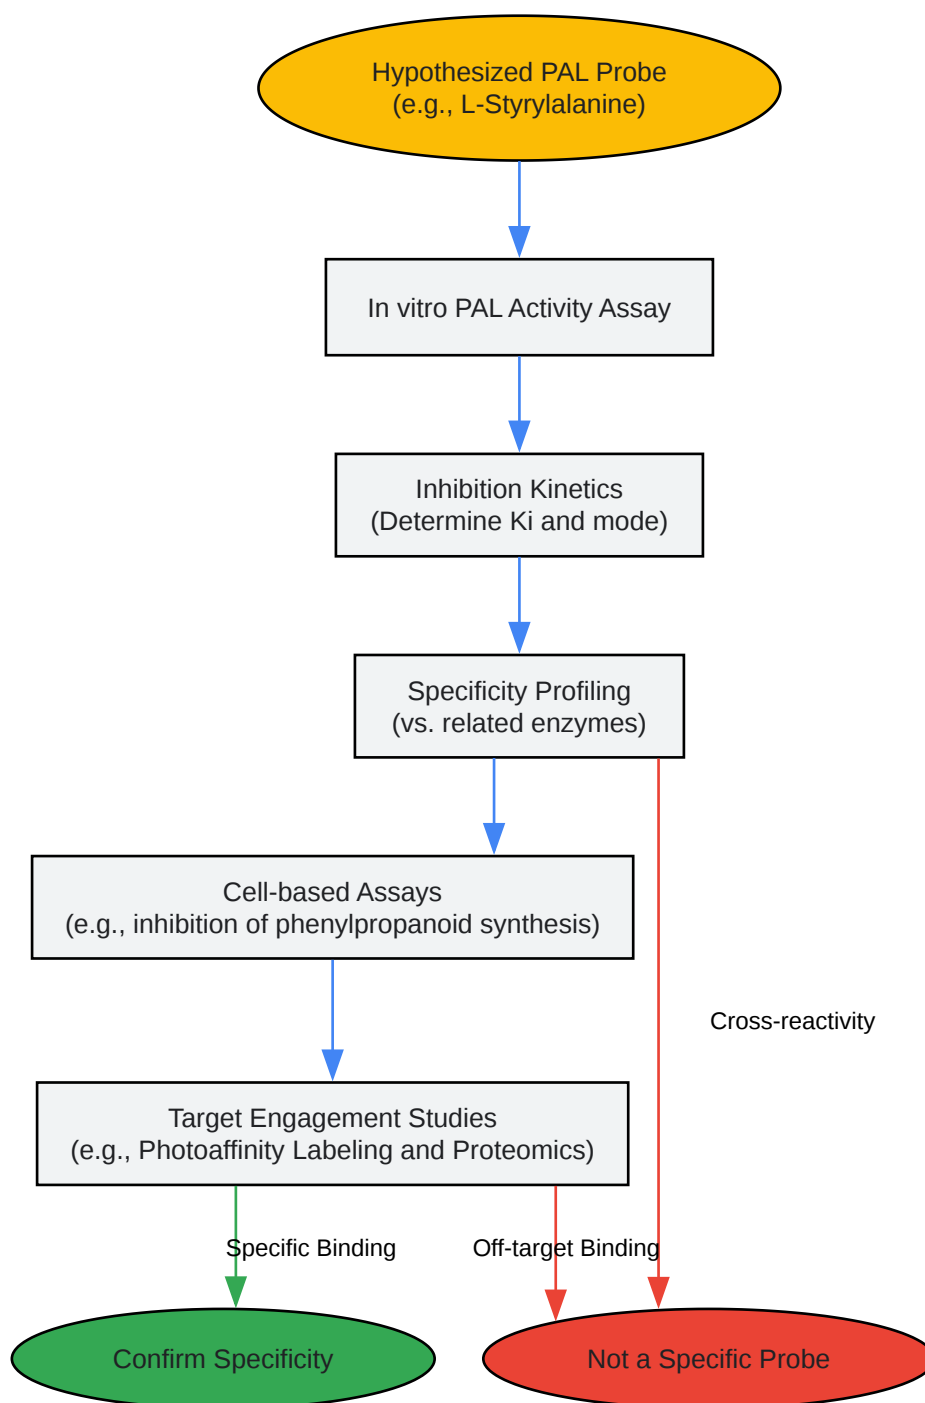 Hypothesized PAL Probe
(e.g., L-Styrylalanine)
In vitro PAL Activity Assay
Inhibition Kinetics
(Determine Ki and mode)
Specificity Profiling
(vs. related enzymes)
Cell-based Assays
(e.g., inhibition of phenylpropanoid synthesis)
Cross-reactivity
Target Engagement Studies
(e.g., Photoaffinity Labeling and Proteomics)
Specific Binding
Off-target Binding
Confirm Specificity
Not a Specific Probe